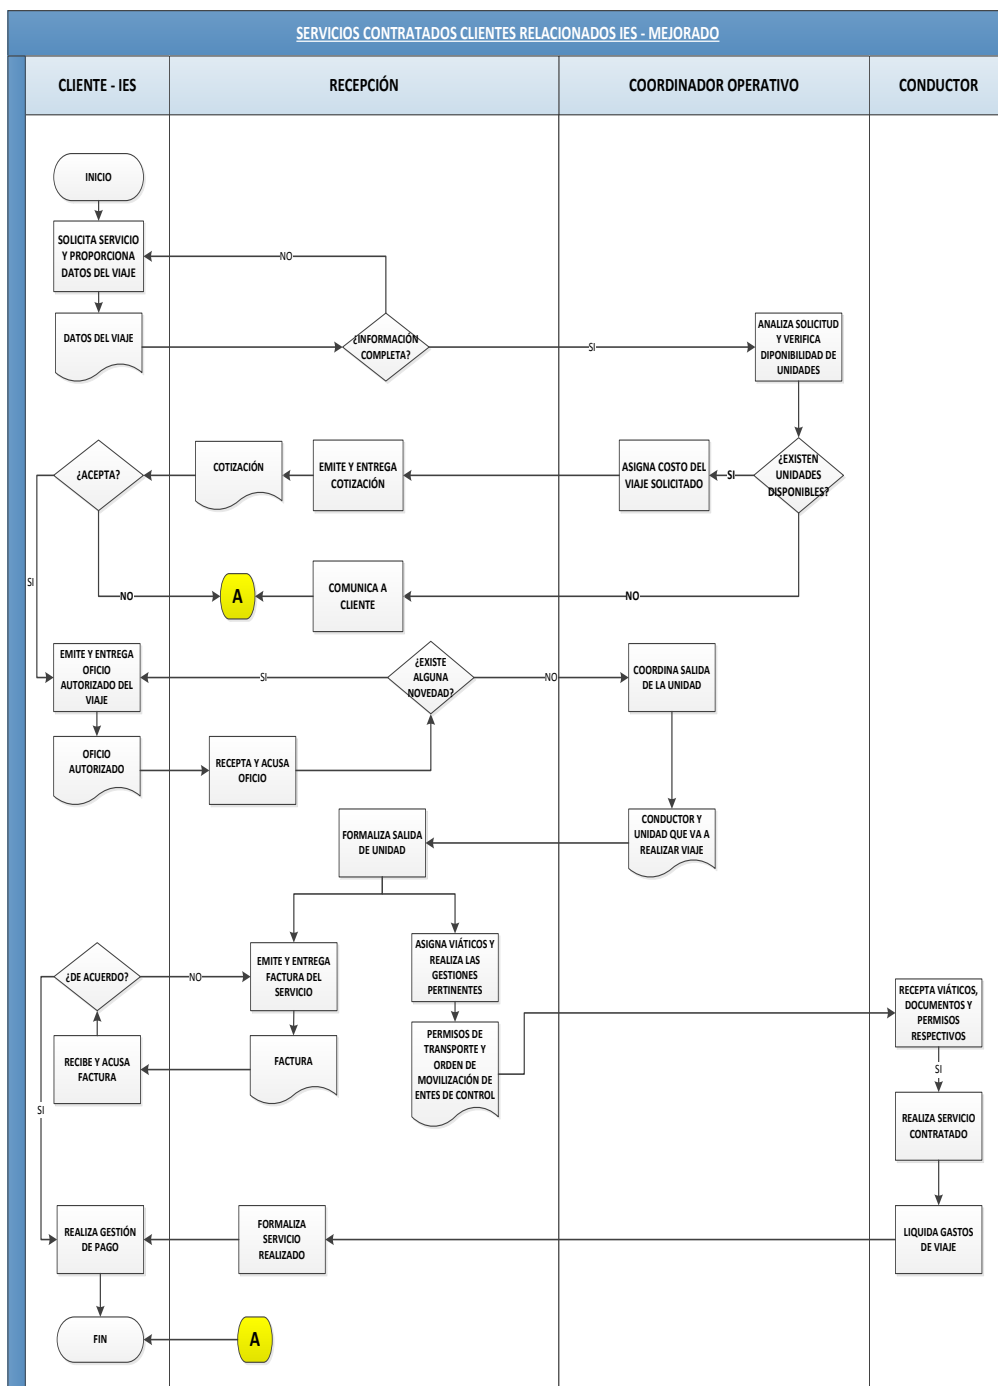 SERVICIOS CONTRATADOS CLIENTES RELACIONADOS IES - MEJORADO
CLIENTE - IES
RECEPCIÓN
COORDINADOR OPERATIVO
CONDUCTOR
INICIO
SOLICITA SERVICIO
Y PROPORCIONA
DATOS DEL VIAJE
NO
DATOS DEL VIAJE
¿INFORMACIÓN
COMPLETA?
SI
ANALIZA SOLICITUD
Y VERIFICA
DIPONIBILIDAD DE
UNIDADES
¿ACEPTA?
COTIZACIÓN
EMITE Y ENTREGA
COTIZACIÓN
ASIGNA COSTO DEL
VIAJE SOLICITADO
SI
¿EXISTEN
UNIDADES
DISPONIBLES?
SI
NO
A
COMUNICA A
CLIENTE
NO
EMITE Y ENTREGA
OFICIO
AUTORIZADO DEL
VIAJE
SI
¿EXISTE
ALGUNA
NOVEDAD?
NO
COORDINA SALIDA
DE LA UNIDAD
OFICIO
AUTORIZADO
RECEPTA Y ACUSA
OFICIO
FORMALIZA SALIDA
DE UNIDAD
CONDUCTOR Y
UNIDAD QUE VA A
REALIZAR VIAJE
¿DE ACUERDO?
NO
EMITE Y ENTREGA
FACTURA DEL
SERVICIO
ASIGNA VIÁTICOS Y
REALIZA LAS
GESTIONES
PERTINENTES
RECEPTA VIÁTICOS,
DOCUMENTOS Y
PERMISOS
RESPECTIVOS
RECIBE Y ACUSA
FACTURA
FACTURA
PERMISOS DE
TRANSPORTE Y
ORDEN DE
MOVILIZACIÓN DE
ENTES DE CONTROL
SI
SI
REALIZA SERVICIO
CONTRATADO
REALIZA GESTIÓN
DE PAGO
FORMALIZA
SERVICIO
REALIZADO
LIQUIDA GASTOS
DE VIAJE
FIN
A